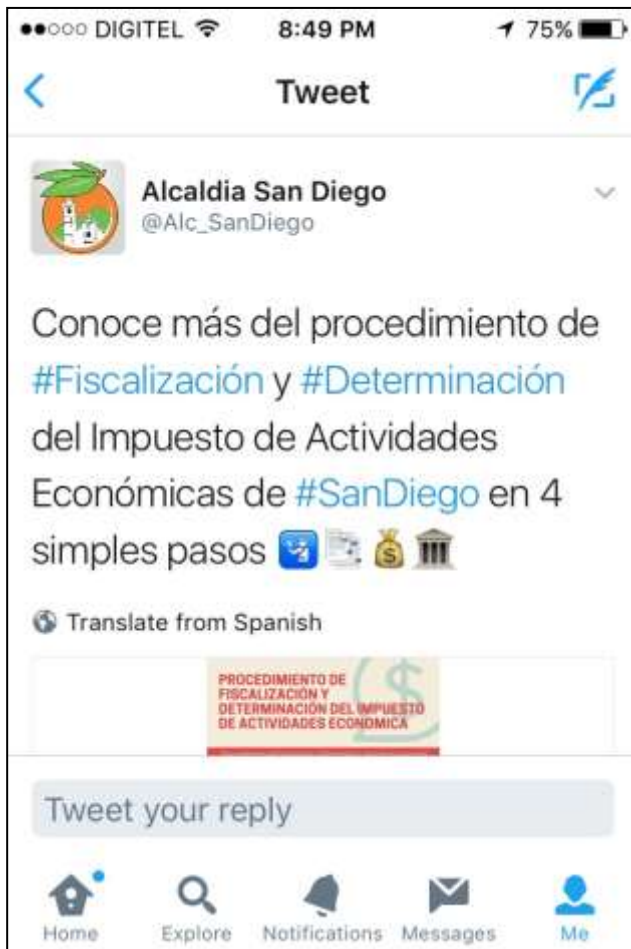 DIGITEL 8:49 PM 75%
Tweet
Alcaldia San Diego
@Alc_SanDiego
Conoce más del procedimiento de
#Fiscalización y #Determinación
del Impuesto de Actividades
Económicas de #SanDiego en 4
simples pasos
Translate from Spanish
PROCEDIMIENTO DE
FISCALIZACIÓN Y
DETERMINACIÓN DEL IMPUESTO
DE ACTIVIDADES ECONOMICA
Tweet your reply
Home Explore Notifications Messages Me